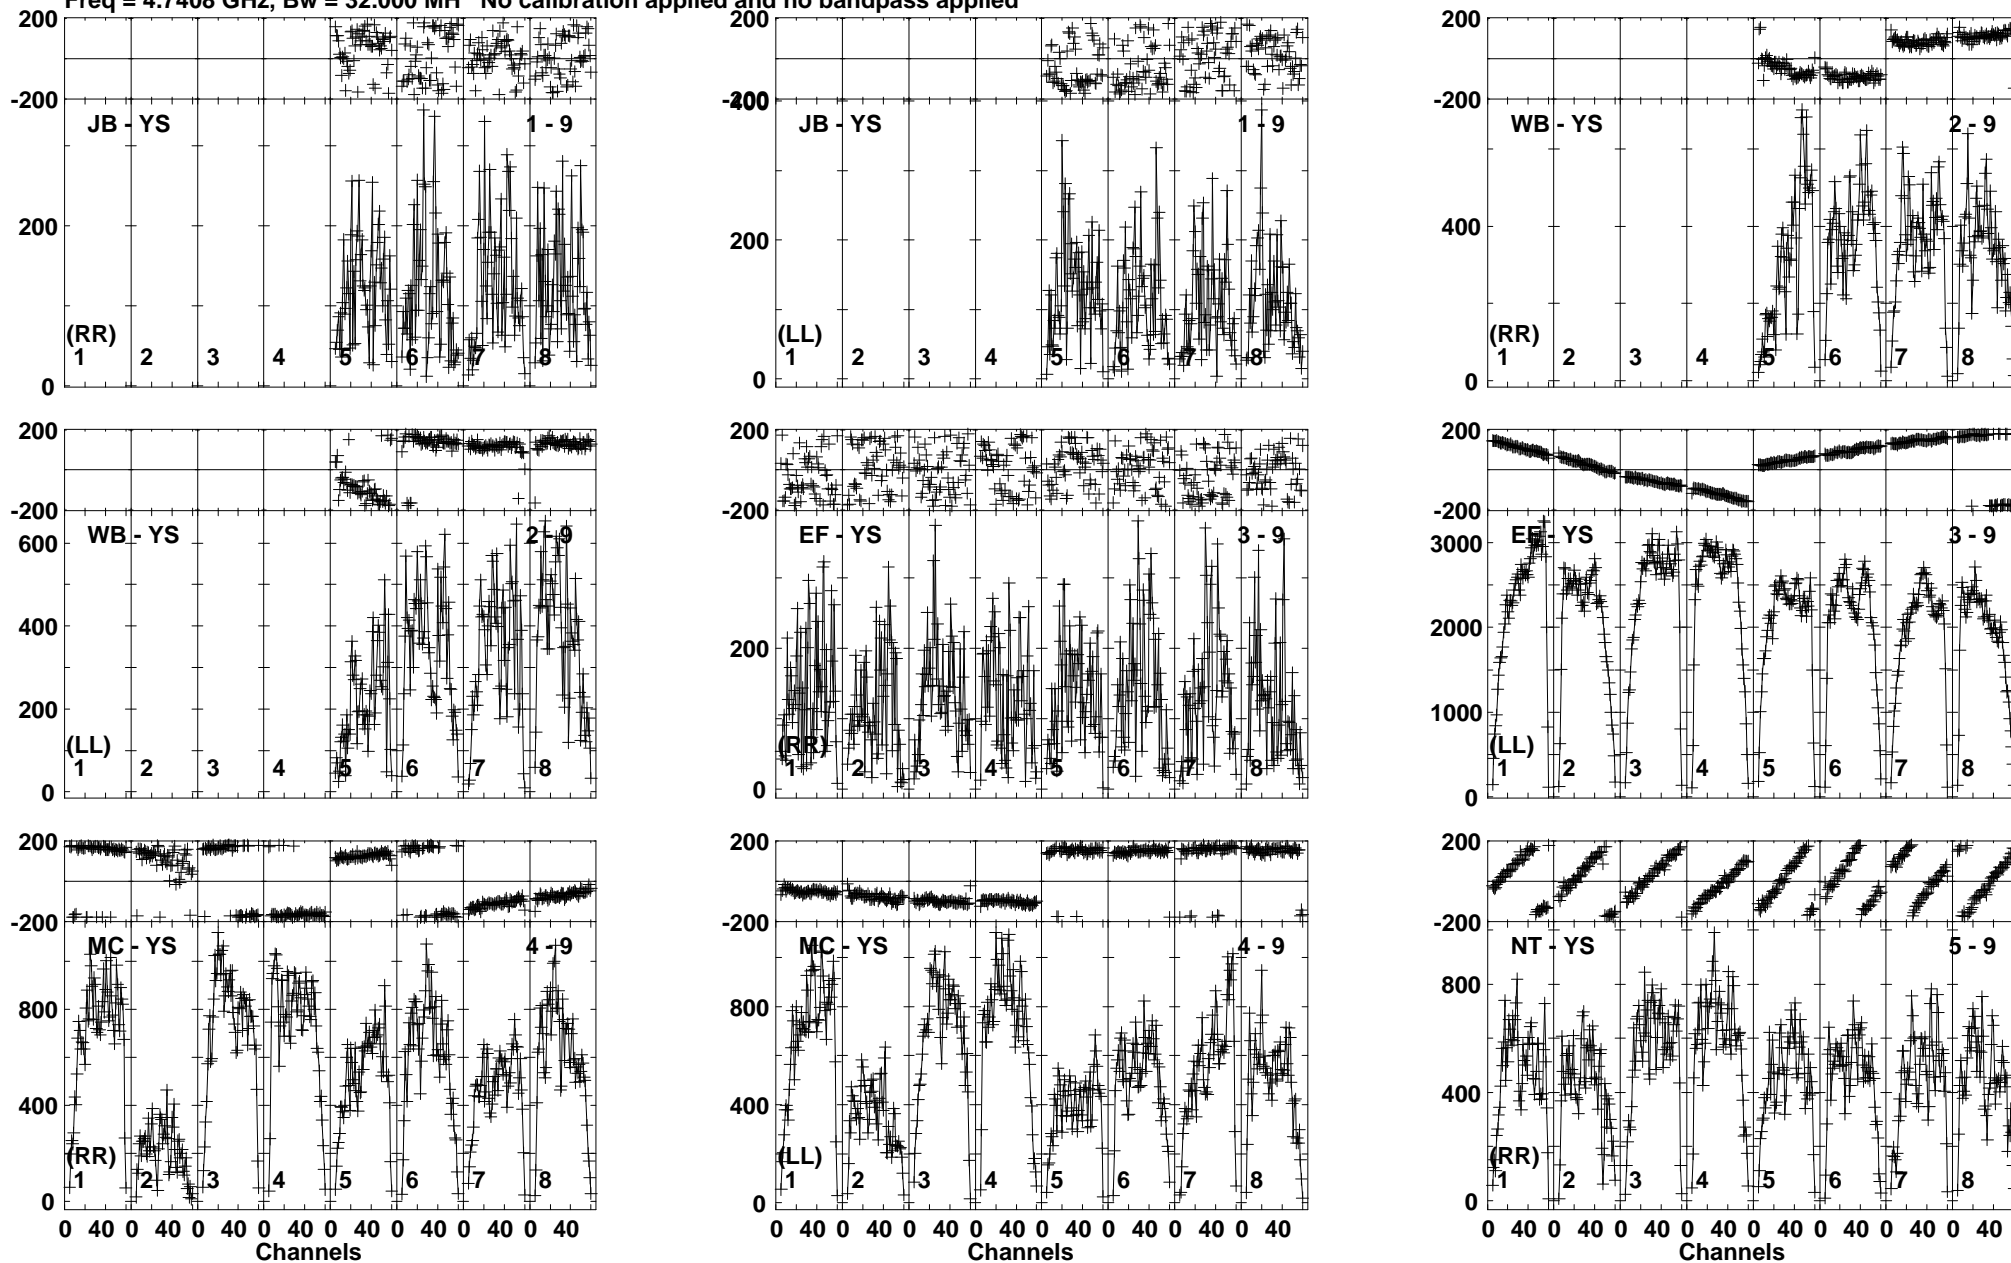 Freq = 4.7408 GHz, Bw = 32.000 MH No calibration applied and no bandpass applied
200
-200
JB - YS 1 - 9
200
(RR)
1 2 3 4 5 6 7 8
0
200
-200
400
JB - YS 1 - 9
200
(LL)
1 2 3 4 5 6 7 8
0
200
-200
WB - YS 2 - 9
400
(RR)
1 2 3 4 5 6 7 8
0
200
-200
WB - YS 2 - 9
600
400
200
(LL)
1 2 3 4 5 6 7 8
0
200
-200
EF - YS 3 - 9
200
(RR)
1 2 3 4 5 6 7 8
0
200
-200
EF - YS 3 - 9
3000
2000
1000
(LL)
1 2 3 4 5 6 7 8
0
200
-200
MC - YS 4 - 9
800
400
(RR)
1 2 3 4 5 6 7 8
0
0 40 0 40 0 40 0 40 0 40 0 40 0 40 0 40
Channels
200
-200
MC - YS 4 - 9
800
400
(LL)
1 2 3 4 5 6 7 8
0
0 40 0 40 0 40 0 40 0 40 0 40 0 40 0 40
Channels
200
-200
NT - YS 5 - 9
800
400
(RR)
1 2 3 4 5 6 7 8
0
0 40 0 40 0 40 0 40 0 40 0 40 0 40 0 40
Channels